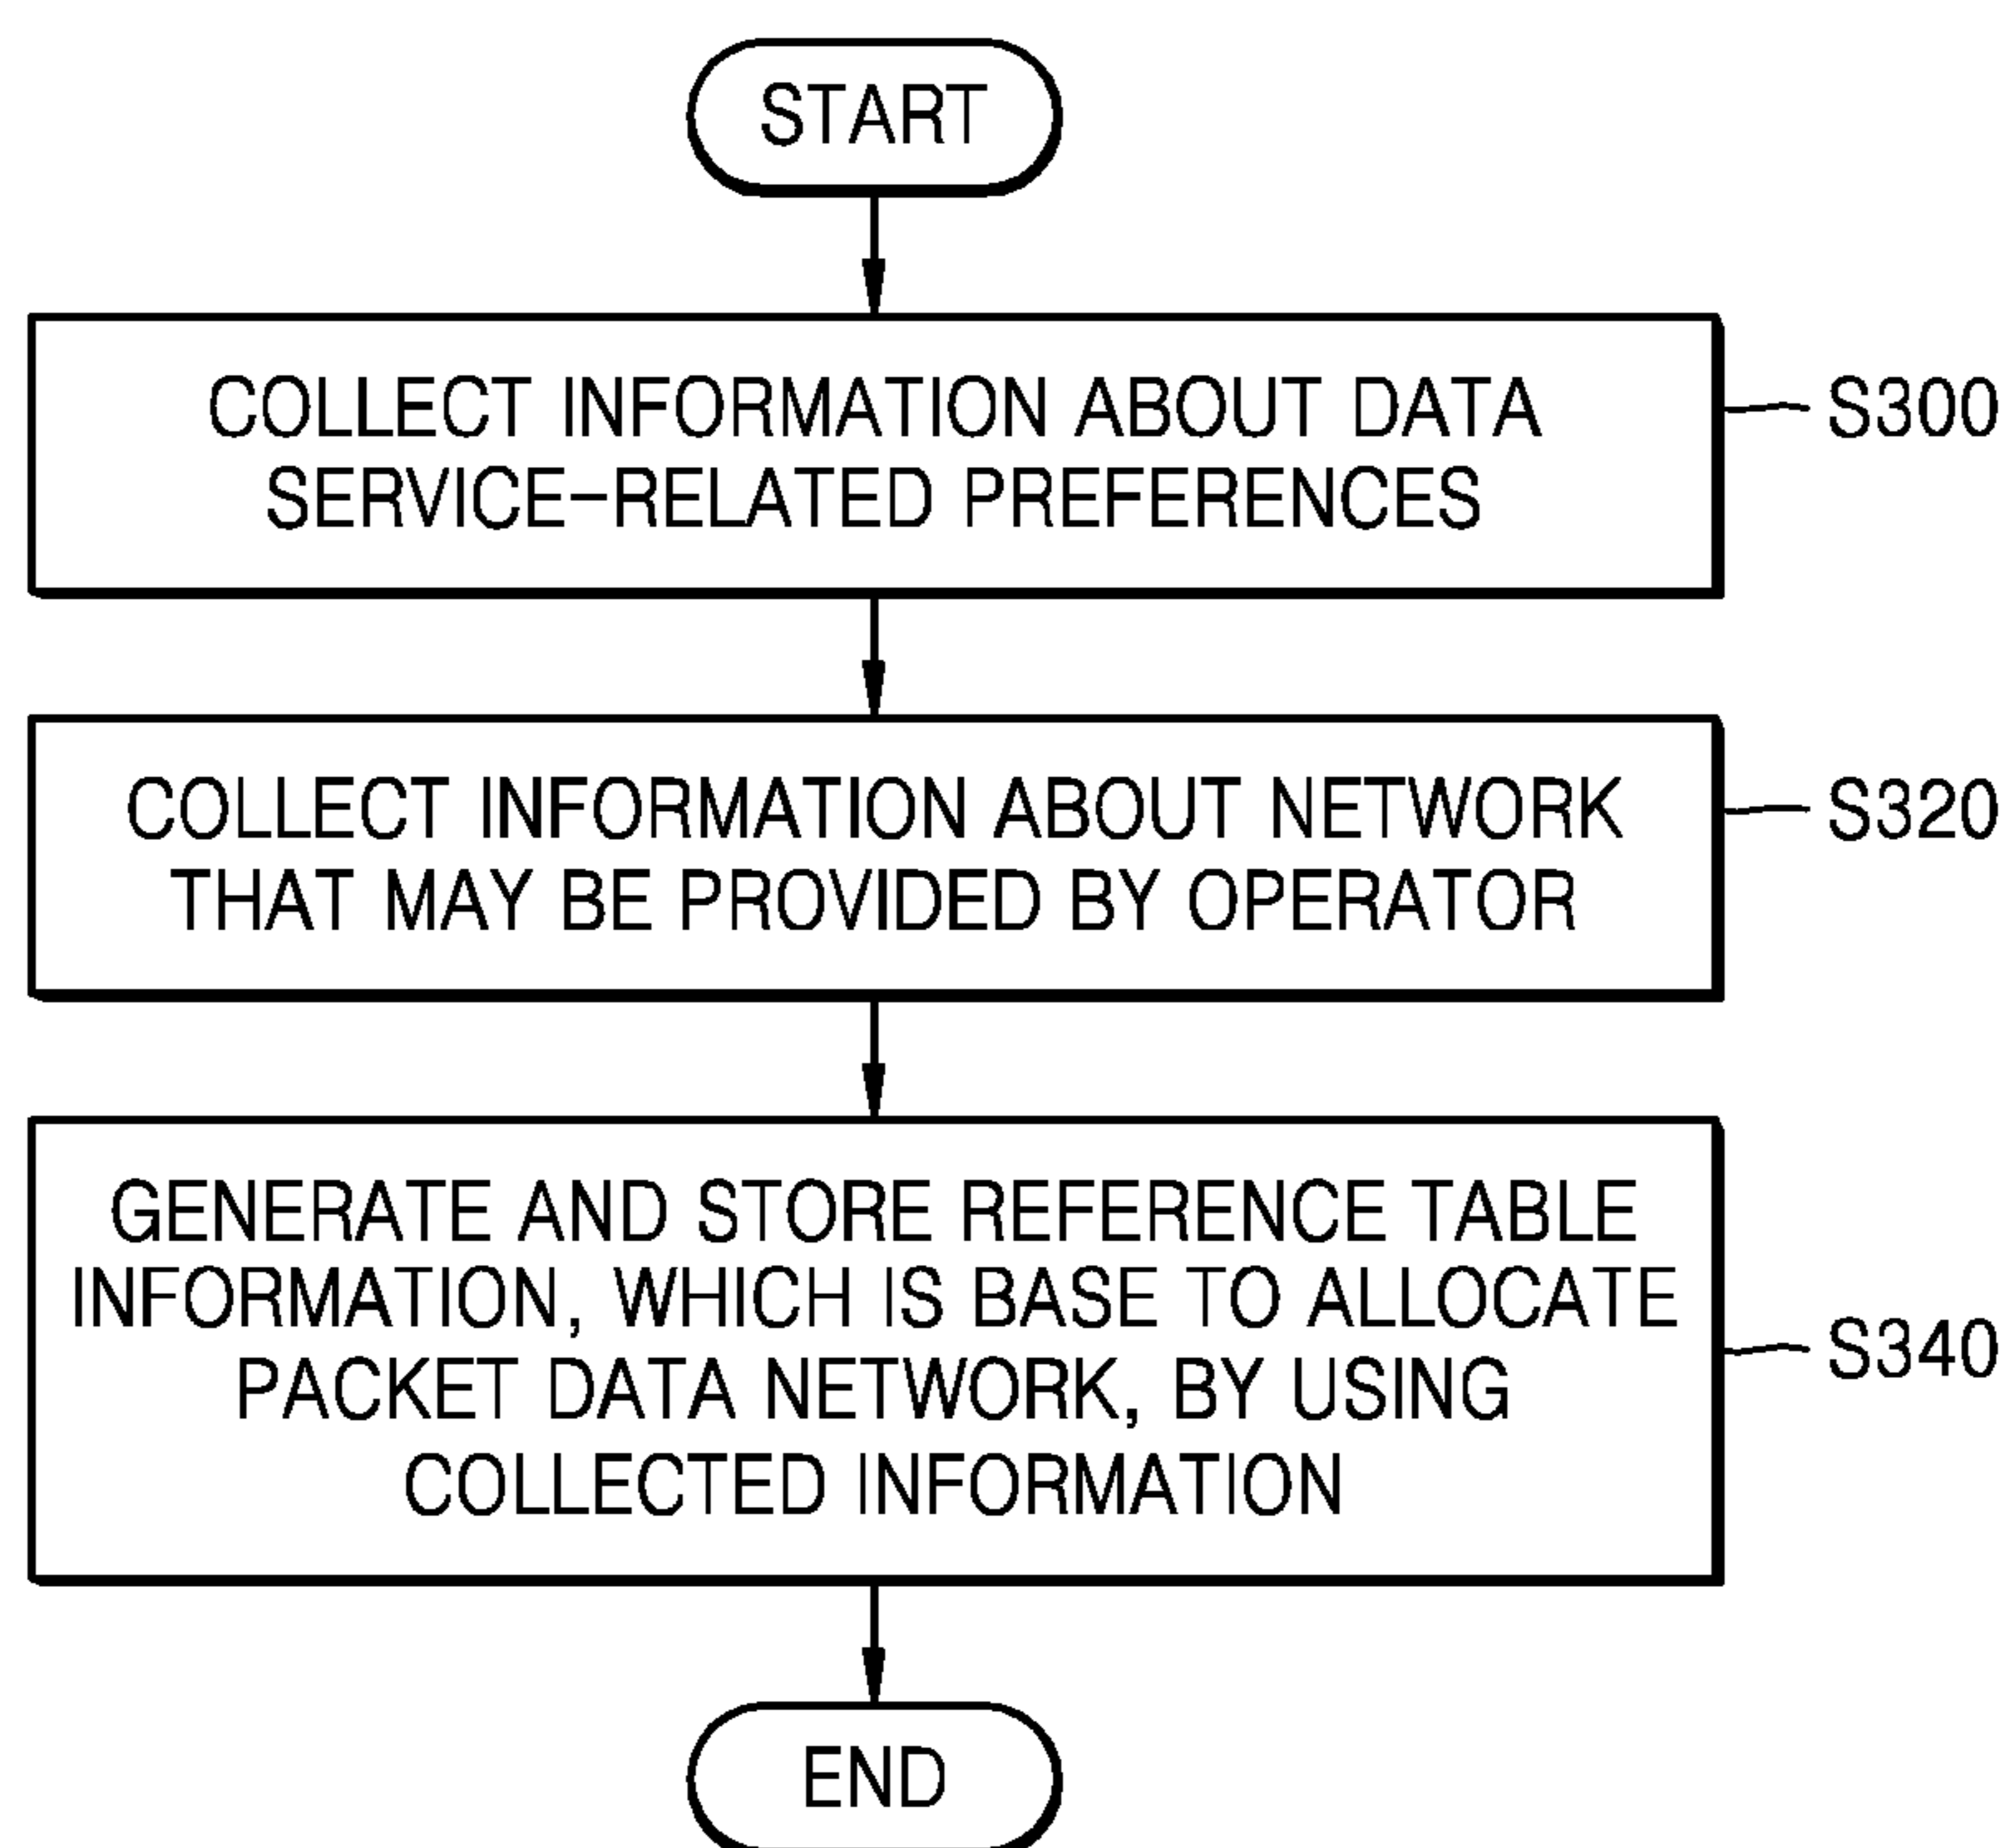 START
COLLECT INFORMATION ABOUT DATA
SERVICE-RELATED PREFERENCES
S300
COLLECT INFORMATION ABOUT NETWORK
THAT MAY BE PROVIDED BY OPERATOR
S320
GENERATE AND STORE REFERENCE TABLE
INFORMATION, WHICH IS BASE TO ALLOCATE
PACKET DATA NETWORK, BY USING
COLLECTED INFORMATION
S340
END